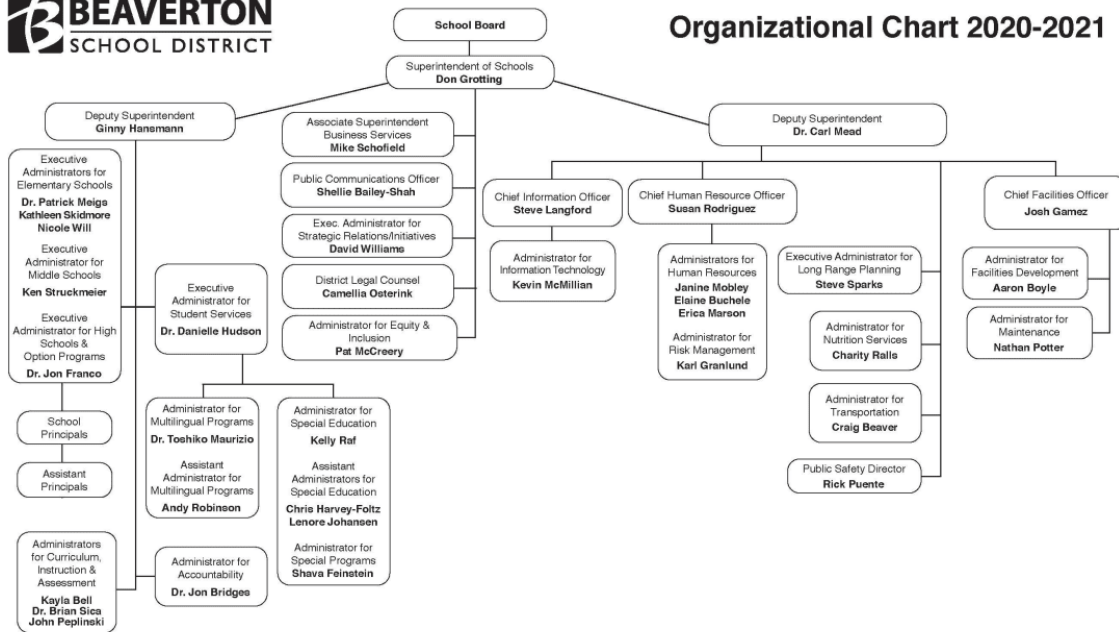 BEAVERTON
SCHOOL DISTRICT
Organizational Chart 2020-2021
School Board
Superintendent of Schools
Don Grotting
Deputy Superintendent
Ginny Hansmann
Executive
Administrators for
Elementary Schools
Dr. Patrick Meigs
Kathleen Skidmore
Nicole Will
Executive
Administrator for
Middle Schools
Ken Struckmeier
Executive
Administrator for High
Schools &
Option Programs
Dr. Jon Franco
School
Principals
Assistant
Principals
Administrators
for Curriculum,
Instruction &
Assessment
Kayla Bell
Dr. Brian Sica
John Peplinski
Executive
Administrator for
Student Services
Dr. Danielle Hudson
Administrator for
Multilingual Programs
Dr. Toshiko Maurizio
Assistant
Administrator for
Multilingual Programs
Andy Robinson
Administrator for
Special Education
Kelly Raf
Assistant
Administrators for
Special Education
Chris Harvey-Foltz
Lenore Johansen
Administrator for
Special Programs
Shava Feinstein
Administrator for
Accountability
Dr. Jon Bridges
Associate Superintendent
Business Services
Mike Schofield
Public Communications Officer
Shellie Bailey-Shah
Exec. Administrator for
Strategic Relations/Initiatives
David Williams
District Legal Counsel
Camellia Osterink
Administrator for Equity &
Inclusion
Pat McCreery
Deputy Superintendent
Dr. Carl Mead
Chief Information Officer
Steve Langford
Administrator for
Information Technology
Kevin McMillian
Chief Human Resource Officer
Susan Rodriguez
Administrators for
Human Resources
Janine Mobley
Elaine Buchele
Erica Marson
Administrator for
Risk Management
Karl Granlund
Executive Administrator for
Long Range Planning
Steve Sparks
Administrator for
Nutrition Services
Charity Ralls
Administrator for
Transportation
Craig Beaver
Public Safety Director
Rick Puente
Chief Facilities Officer
Josh Gamez
Administrator for
Facilities Development
Aaron Boyle
Administrator for
Maintenance
Nathan Potter